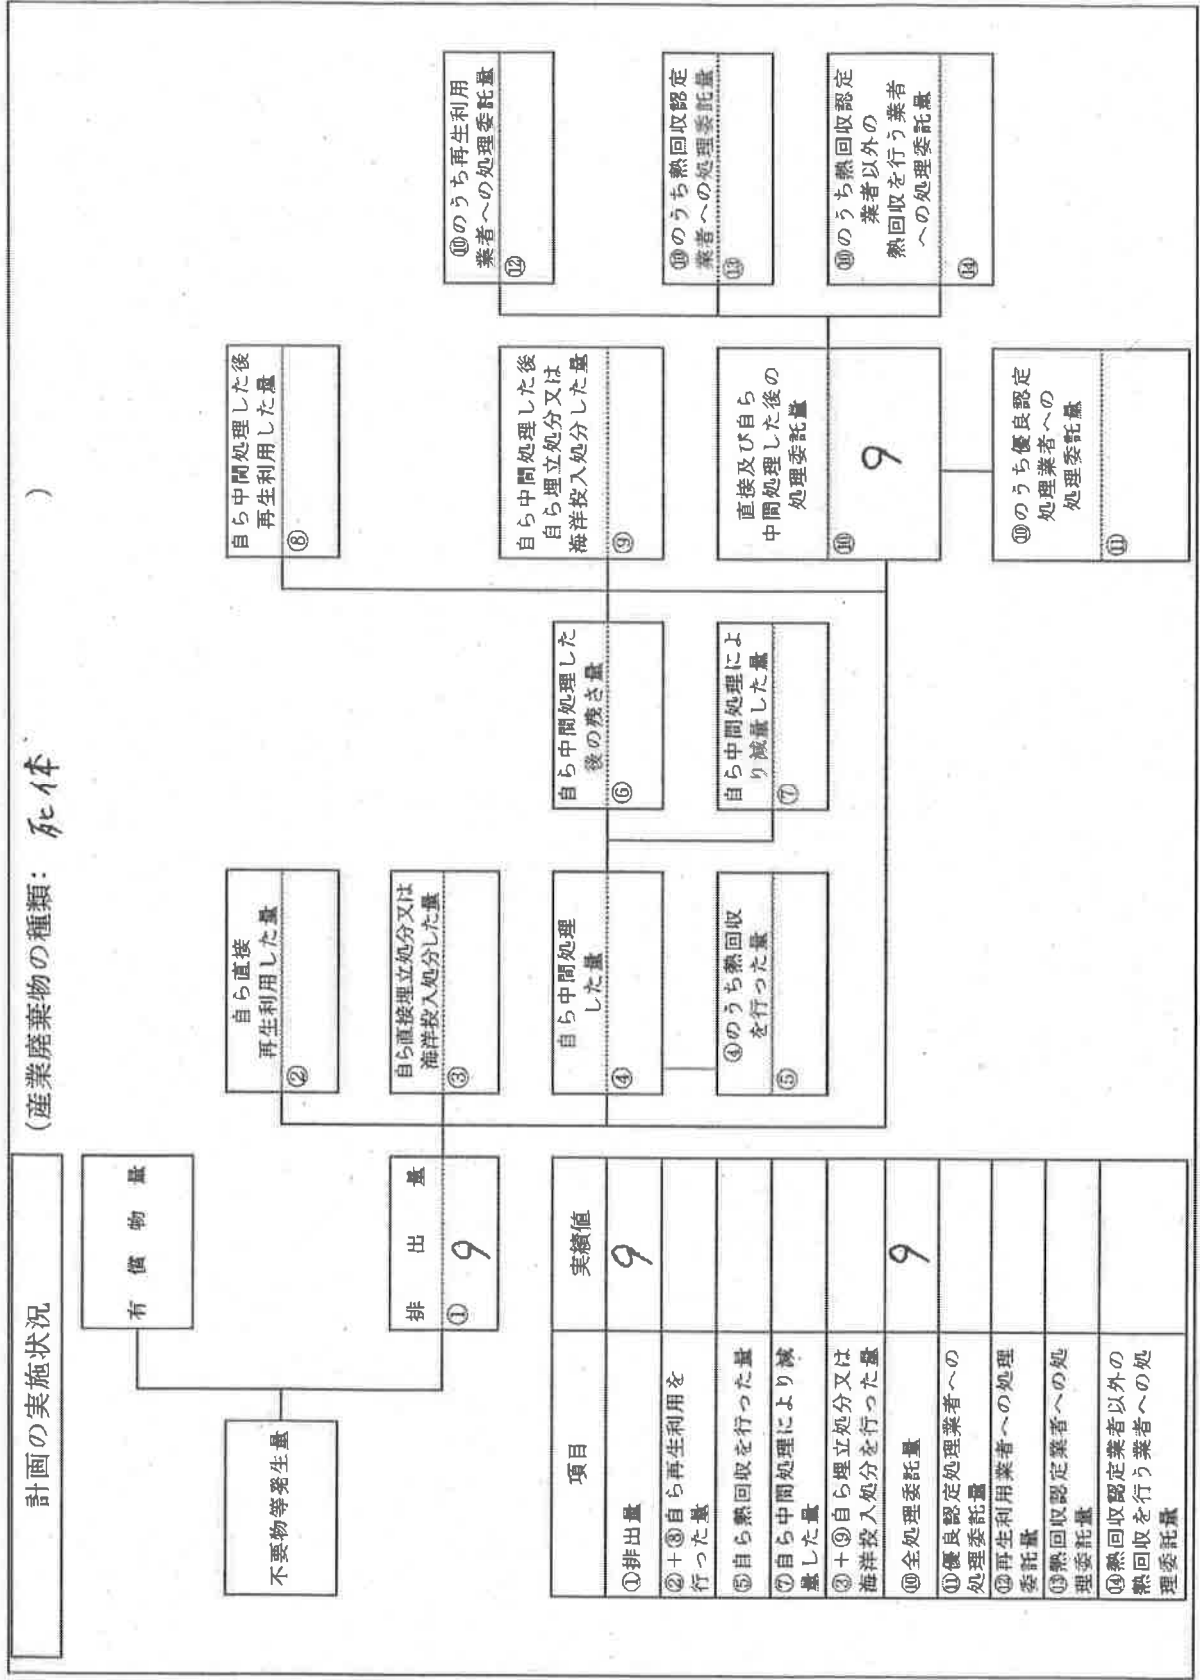 計画の実施状況
(産業廃棄物の種類: 死体 )
不要物等発生量
有償物量
排出量
① 9
自ら直接
再生利用した量
②
自ら直接埋立処分又は
海洋投入処分した量
③
自ら中間処理
した量
④
④のうち熱回収
を行った量
⑤
自ら中間処理した
後の残さ量
⑥
自ら中間処理によ
り減量した量
⑦
自ら中間処理した後
再生利用した量
⑧
自ら中間処理した後
自ら埋立処分又は
海洋投入処分した量
⑨
直接及び自ら
中間処理した後の
処理委託量
⑩ 9
⑩のうち優良認定
処理業者への
処理委託量
⑪
⑩のうち再生利用
業者への処理委託量
⑫
⑩のうち熱回収認定
業者への処理委託量
⑬
⑩のうち熱回収認定
業者以外の
熱回収を行う業者
への処理委託量
⑭
項目 実績値
①排出量 9
②+⑧自ら再生利用を
行った量
⑤自ら熱回収を行った量
⑦自ら中間処理により減
量した量
③+⑨自ら埋立処分又は
海洋投入処分を行った量
⑩全処理委託量 9
⑪優良認定処理業者への
処理委託量
⑫再生利用業者への処理
委託量
⑬熱回収認定業者への処
理委託量
⑭熱回収認定業者以外の
熱回収を行う業者への処
理委託量